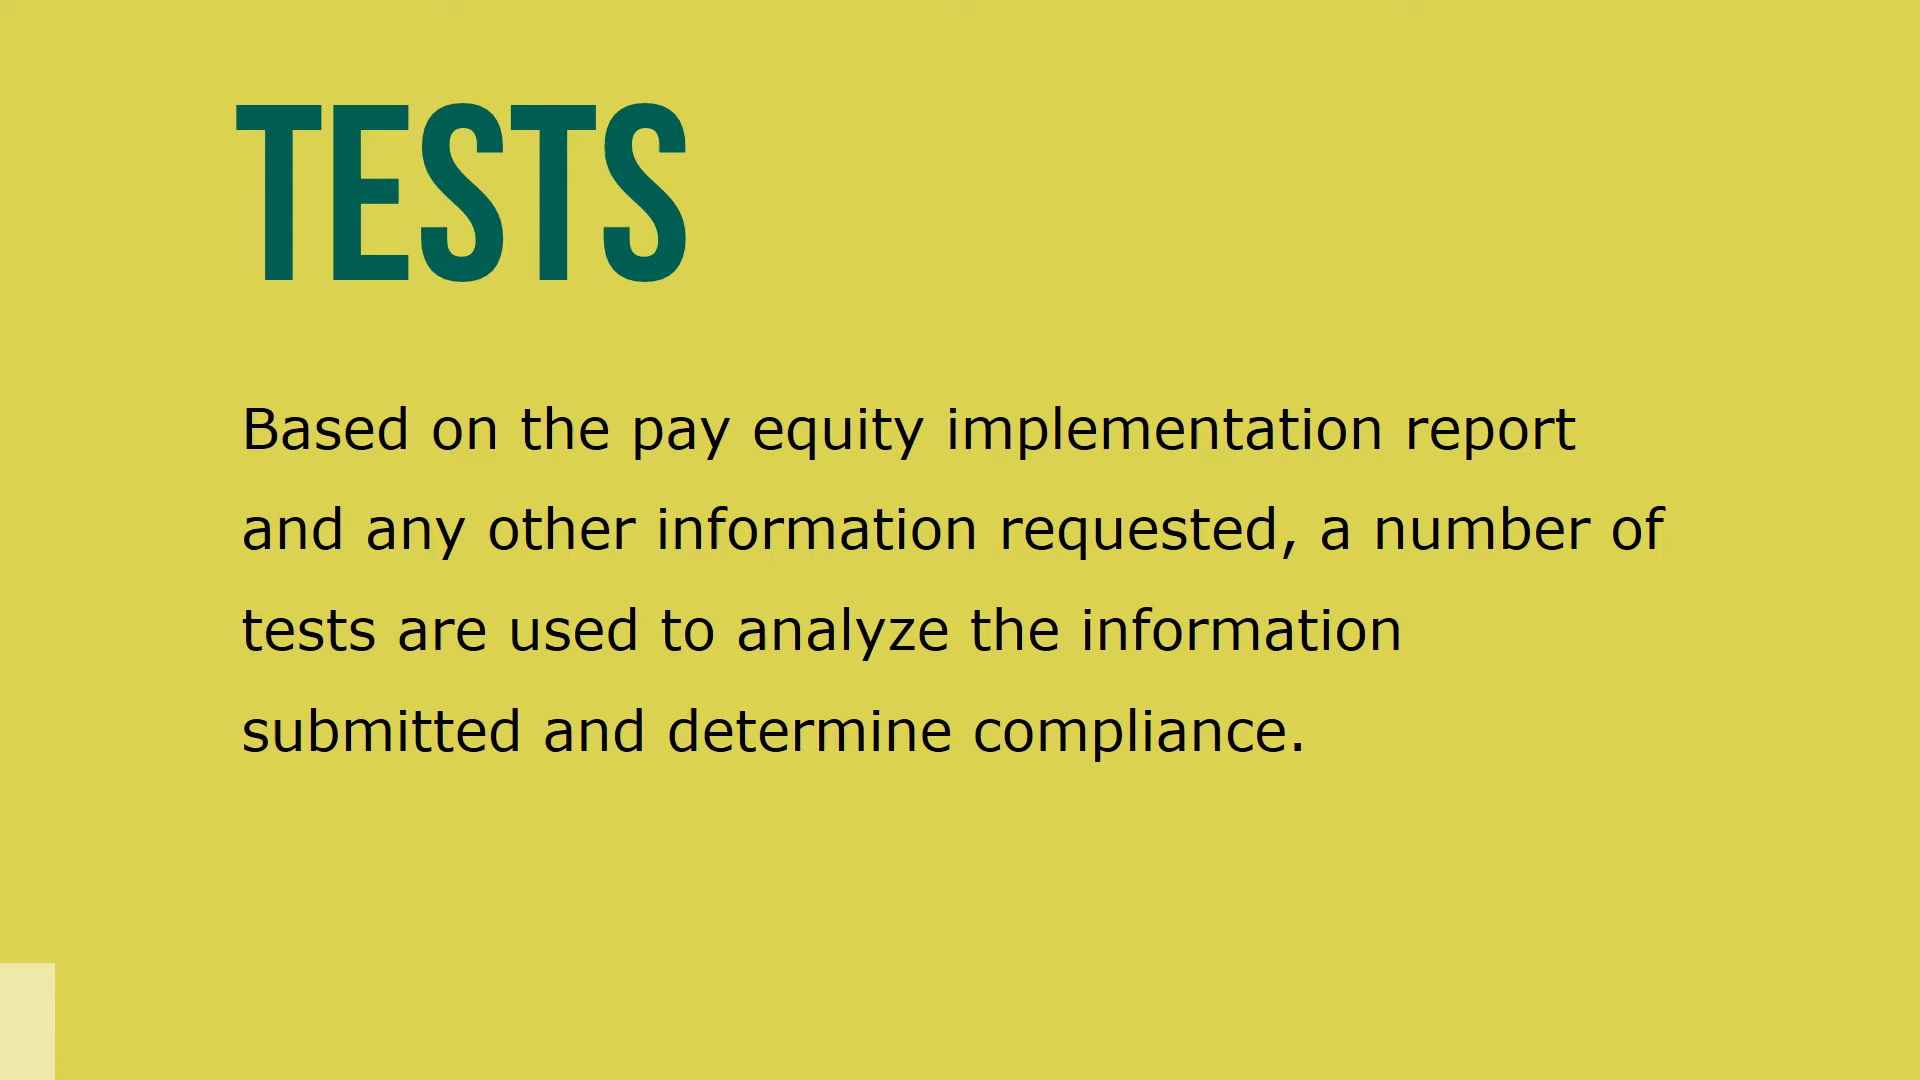 TESTS
Based on the pay equity implementation report
and any other information requested, a number of
tests are used to analyze the information
submitted and determine compliance.